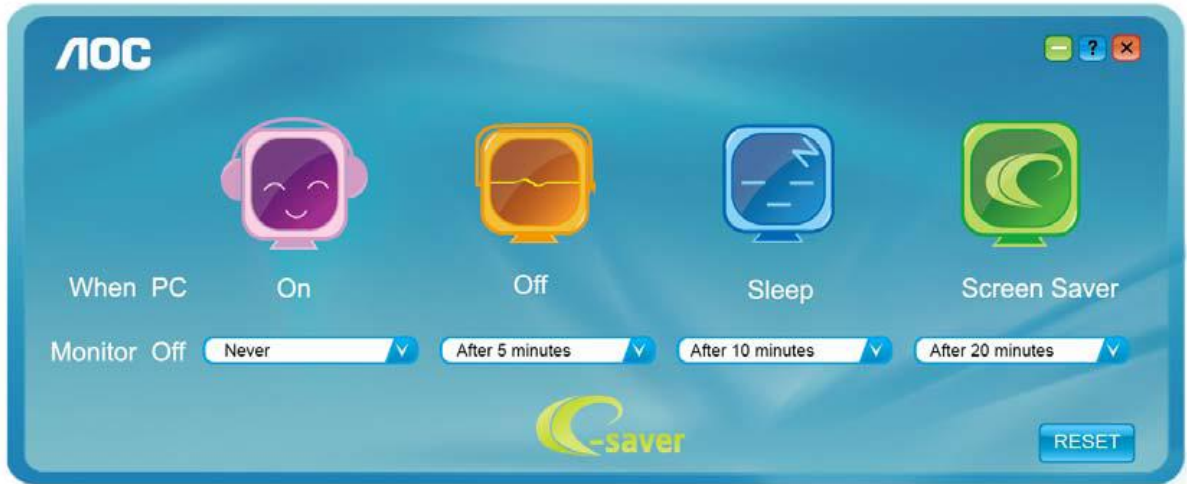 AOC
?
When PC On Off Sleep Screen Saver
Monitor Off Never After 5 minutes After 10 minutes After 20 minutes
e-saver
RESET